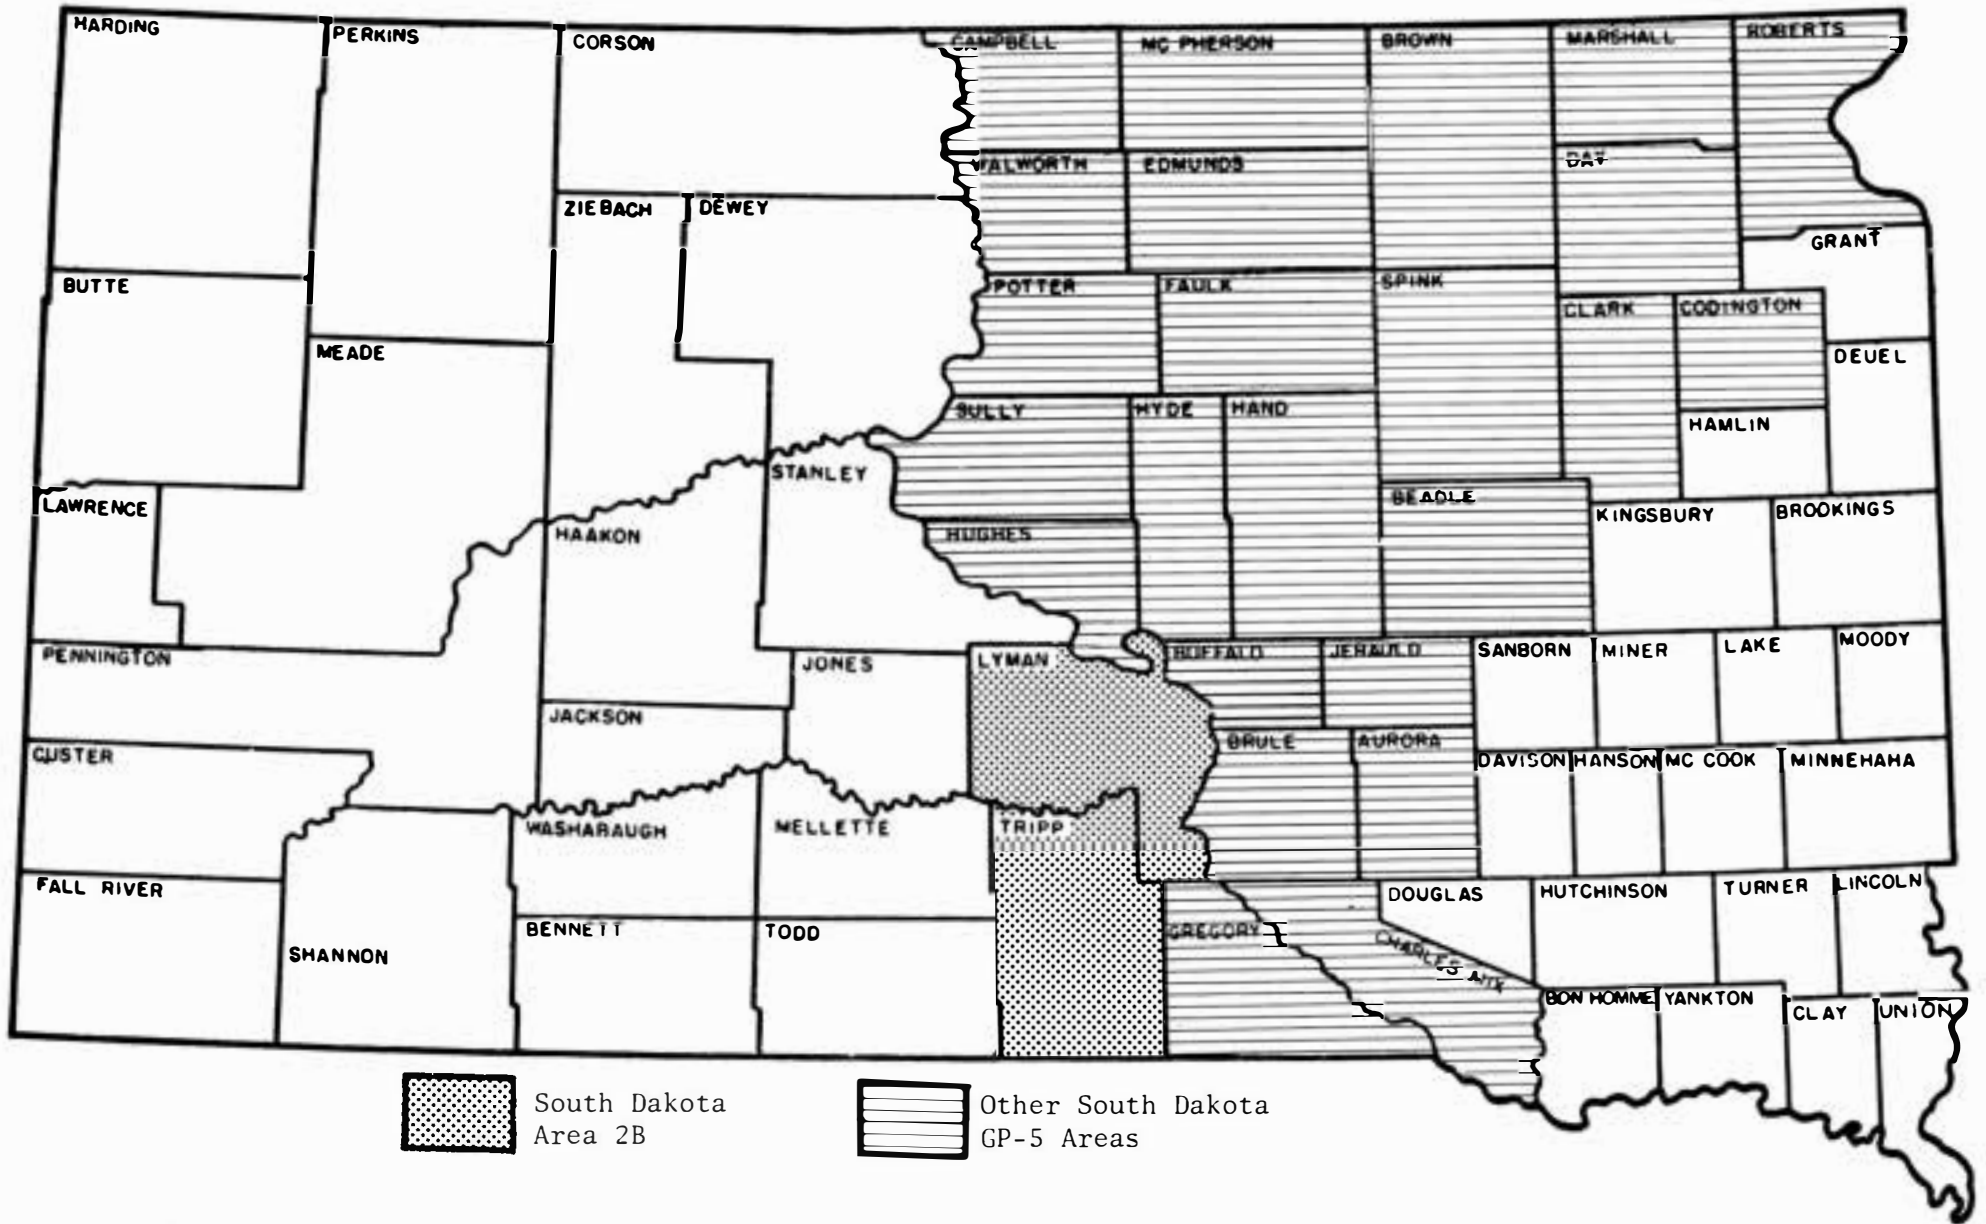 HARDING
PERKINS
CORSON
CAMPBELL
MC PHERSON
BROWN
MARSHALL
ROBERTS
WALWORTH
EDMUNDS
DAY
ZIEBACH
DEWEY
GRANT
BUTTE
POTTER
FAULK
SPINK
CLARK
CODINGTON
MEADE
DEUEL
SULLY
HYDE
HAND
HAMLIN
STANLEY
LAWRENCE
BEADLE
KINGSBURY
BROOKINGS
HAAKON
HUGHES
PENNINGTON
JONES
LYMAN
BUFFALO
JERAULD
SANBORN
MINER
LAKE
MOODY
JACKSON
CUSTER
BRULE
AURORA
DAVISON
HANSON
MC COOK
MINNEHAHA
WASHABAUGH
MELLETTE
TRIPP
FALL RIVER
DOUGLAS
HUTCHINSON
TURNER
LINCOLN
SHANNON
BENNETT
TODD
GREGORY
CHARLES MIX
BON HOMME
YANKTON
CLAY
UNION
South Dakota
Area 2B
Other South Dakota
GP-5 Areas